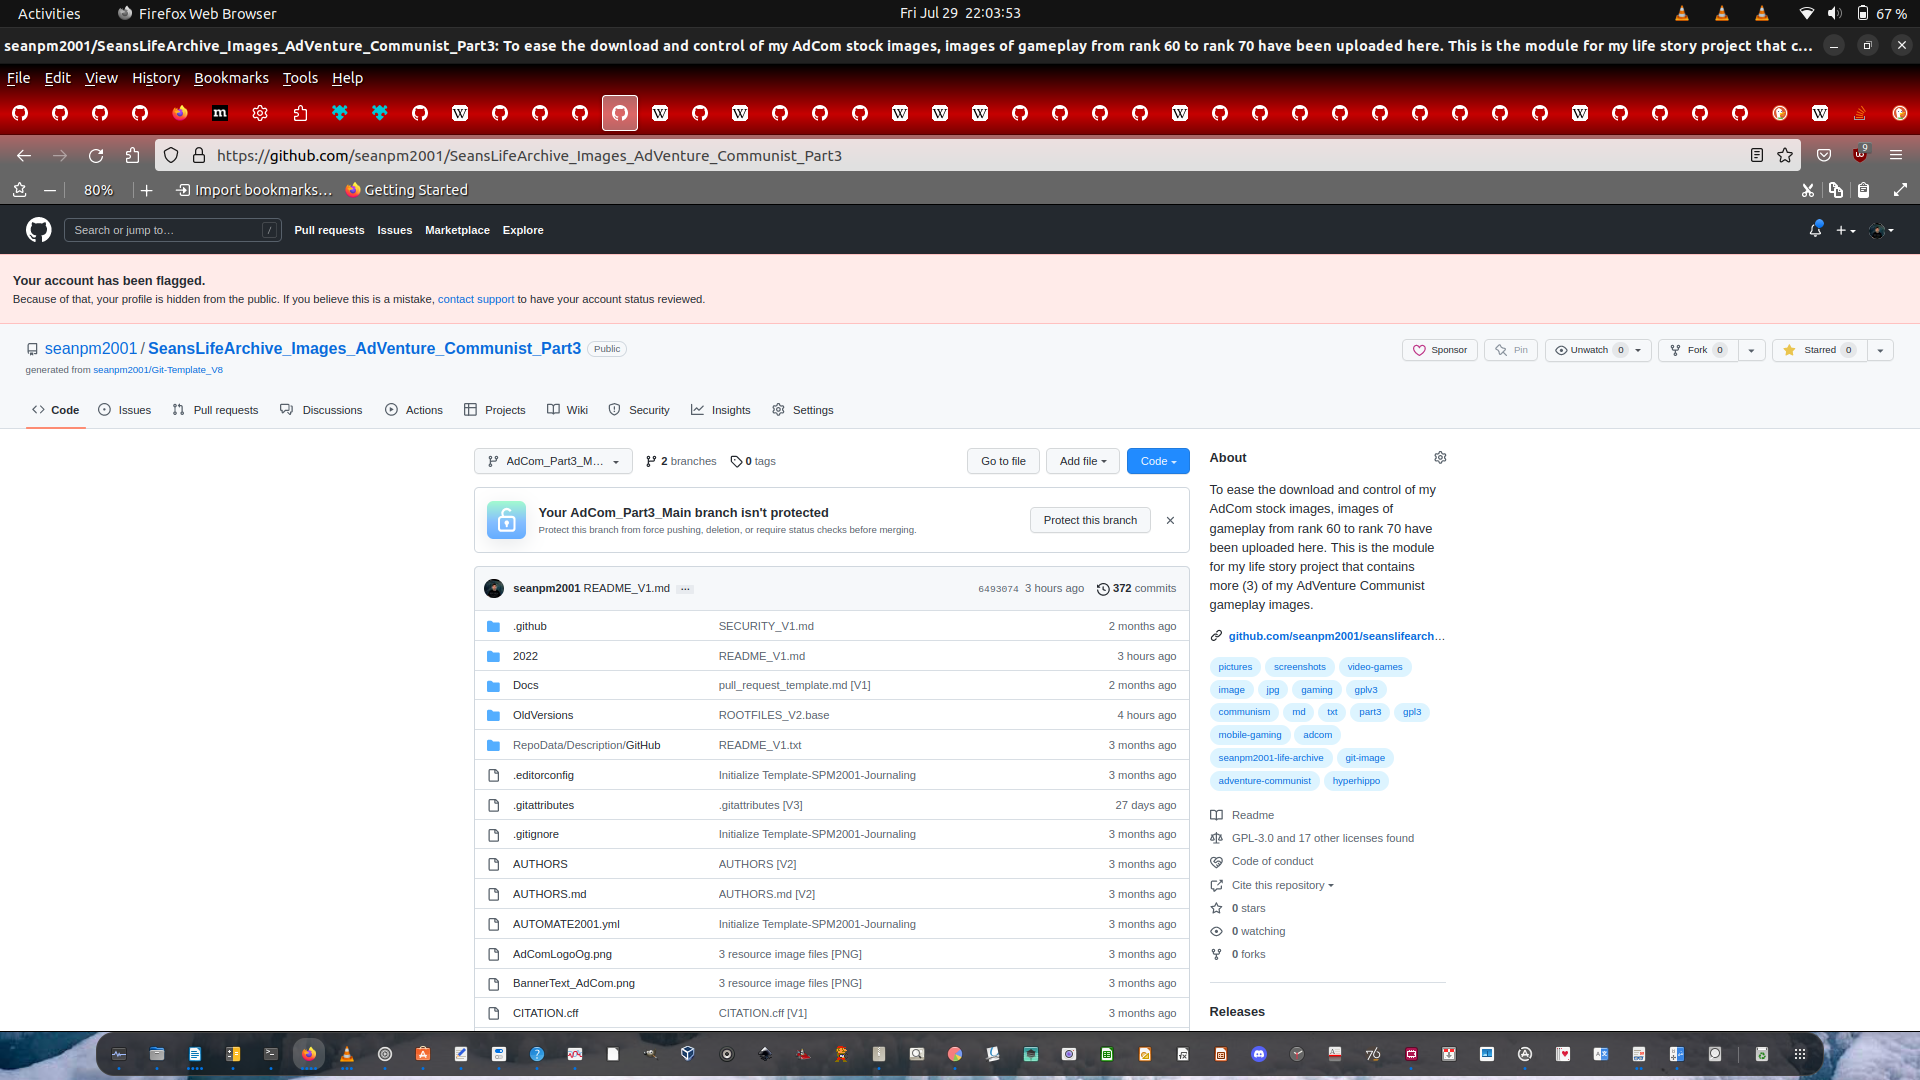 Activities Firefox Web Browser Fri Jul 29 22:03:53 67 %
seanpm2001/SeansLifeArchive_Images_AdVenture_Communist_Part3: To ease the download and control of my AdCom stock images, images of gameplay from rank 60 to rank 70 have been uploaded here. This is the module for my life story project that c...
File Edit View History Bookmarks Tools Help
https://github.com/seanpm2001/SeansLifeArchive_Images_AdVenture_Communist_Part3 9
80% Import bookmarks... Getting Started
Search or jump to... / Pull requests Issues Marketplace Explore
Your account has been flagged.
Because of that, your profile is hidden from the public. If you believe this is a mistake, contact support to have your account status reviewed.
seanpm2001 / SeansLifeArchive_Images_AdVenture_Communist_Part3 Public Sponsor Pin Unwatch 0 Fork 0 Starred 0
generated from seanpm2001/Git-Template_V8
Code Issues Pull requests Discussions Actions Projects Wiki Security Insights Settings
AdCom_Part3_M... 2 branches 0 tags Go to file Add file Code
Your AdCom_Part3_Main branch isn't protected
Protect this branch from force pushing, deletion, or require status checks before merging.
Protect this branch
seanpm2001 README_V1.md ... 6493074 3 hours ago 372 commits
.github SECURITY_V1.md 2 months ago
2022 README_V1.md 3 hours ago
Docs pull_request_template.md [V1] 2 months ago
OldVersions ROOTFILES_V2.base 4 hours ago
RepoData/Description/GitHub README_V1.txt 3 months ago
.editorconfig Initialize Template-SPM2001-Journaling 3 months ago
.gitattributes .gitattributes [V3] 27 days ago
.gitignore Initialize Template-SPM2001-Journaling 3 months ago
AUTHORS AUTHORS [V2] 3 months ago
AUTHORS.md AUTHORS.md [V2] 3 months ago
AUTOMATE2001.yml Initialize Template-SPM2001-Journaling 3 months ago
AdComLogoOg.png 3 resource image files [PNG] 3 months ago
BannerText_AdCom.png 3 resource image files [PNG] 3 months ago
CITATION.cff CITATION.cff [V1] 3 months ago
About
To ease the download and control of my
AdCom stock images, images of
gameplay from rank 60 to rank 70 have
been uploaded here. This is the module
for my life story project that contains
more (3) of my AdVenture Communist
gameplay images.
github.com/seanpm2001/seanslifearch...
pictures screenshots video-games
image jpg gaming gplv3
communism md txt part3 gpl3
mobile-gaming adcom
seanpm2001-life-archive git-image
adventure-communist hyperhippo
Readme
GPL-3.0 and 17 other licenses found
Code of conduct
Cite this repository
0 stars
0 watching
0 forks
Releases